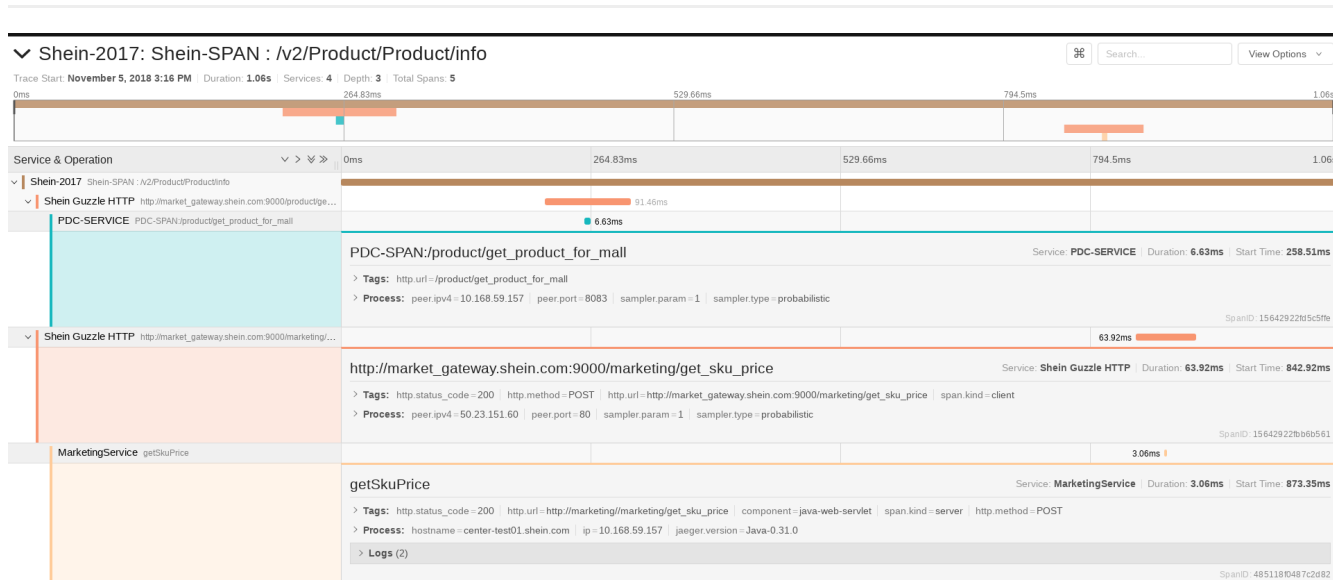 Shein-2017: Shein-SPAN : /v2/Product/Product/info
⌘ Search... View Options
Trace Start: November 5, 2018 3:16 PM | Duration: 1.06s | Services: 4 | Depth: 3 | Total Spans: 5
0ms 264.83ms 529.66ms 794.5ms 1.06s
Service & Operation 0ms 264.83ms 529.66ms 794.5ms 1.06
Shein-2017 Shein-SPAN : /v2/Product/Product/info
Shein Guzzle HTTP http://market_gateway.shein.com:9000/product/ge... 91.46ms
PDC-SERVICE PDC-SPAN:/product/get_product_for_mall 6.63ms
PDC-SPAN:/product/get_product_for_mall Service: PDC-SERVICE | Duration: 6.63ms | Start Time: 258.51ms
Tags: http.url=/product/get_product_for_mall
Process: peer.ipv4=10.168.59.157 | peer.port=8083 | sampler.param=1 | sampler.type=probabilistic
SpanID: 15642922fd5c5ffe
Shein Guzzle HTTP http://market_gateway.shein.com:9000/marketing/... 63.92ms
http://market_gateway.shein.com:9000/marketing/get_sku_price Service: Shein Guzzle HTTP | Duration: 63.92ms | Start Time: 842.92ms
Tags: http.status_code=200 | http.method=POST | http.url=http://market_gateway.shein.com:9000/marketing/get_sku_price | span.kind=client
Process: peer.ipv4=50.23.151.60 | peer.port=80 | sampler.param=1 | sampler.type=probabilistic
SpanID: 15642922fbb6b561
MarketingService getSkuPrice 3.06ms
getSkuPrice Service: MarketingService | Duration: 3.06ms | Start Time: 873.35ms
Tags: http.status_code=200 | http.url=http://marketing//marketing/get_sku_price | component=java-web-servlet | span.kind=server | http.method=POST
Process: hostname=center-test01.shein.com | ip=10.168.59.157 | jaeger.version=Java-0.31.0
Logs (2)
SpanID: 485118f0487c2d82